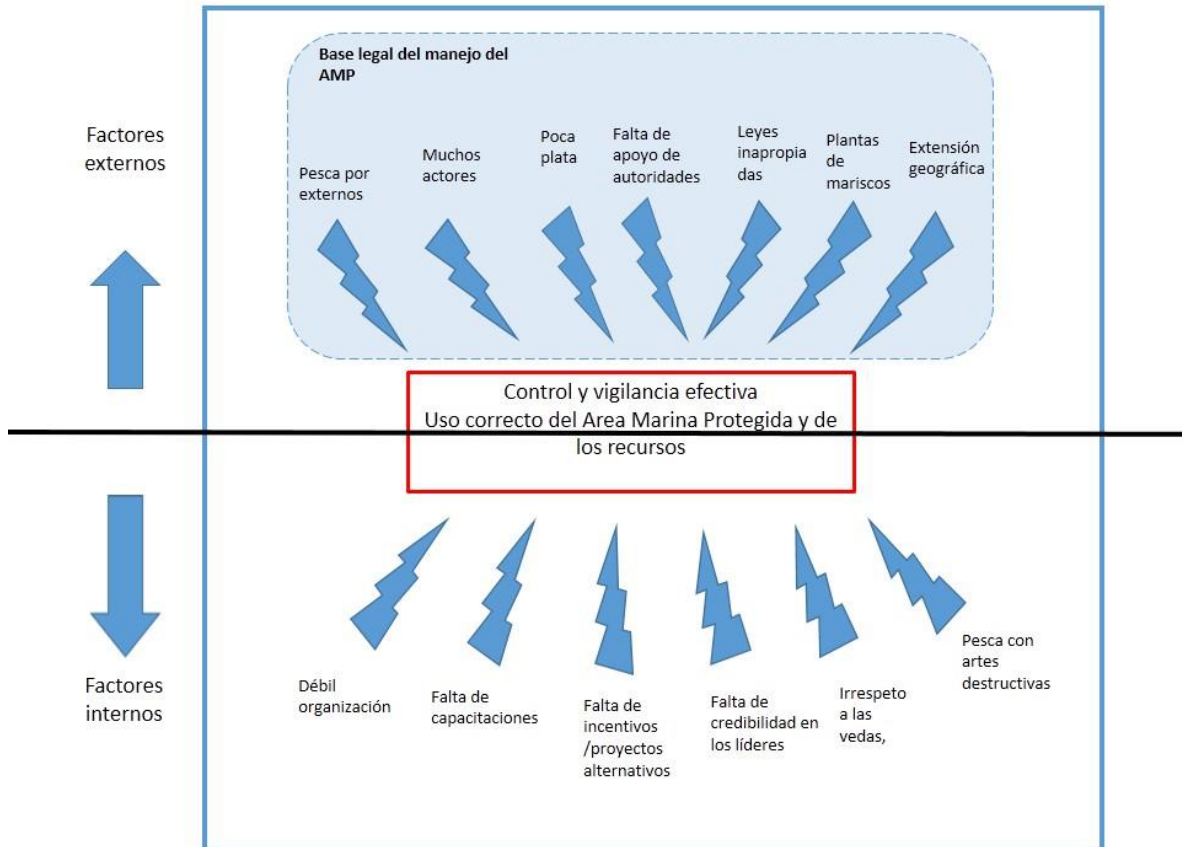 Base legal del manejo del
AMP
Factores
externos
Pesca por
externos
Muchos
actores
Poca
plata
Falta de
apoyo de
autoridades
Leyes
inapropia
das
Plantas
de
mariscos
Extensión
geográfica
Control y vigilancia efectiva
Uso correcto del Area Marina Protegida y de
los recursos
Factores
internos
Débil
organización
Falta de
capacitaciones
Falta de
incentivos
/proyectos
alternativos
Falta de
credibilidad en
los líderes
Irrespeto
a las
vedas,
Pesca con
artes
destructivas